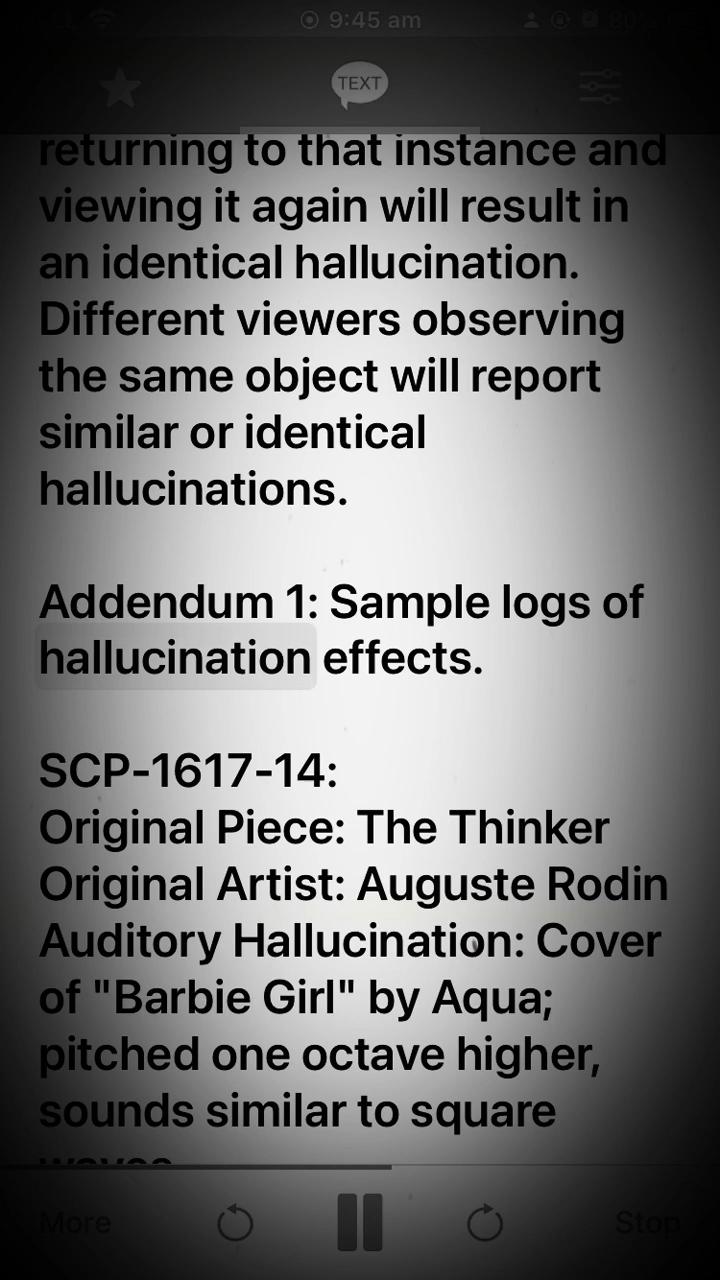 9:45 am
80%
TEXT
returning to that instance and
viewing it again will result in
an identical hallucination.
Different viewers observing
the same object will report
similar or identical
hallucinations.
Addendum 1: Sample logs of
hallucination effects.
SCP-1617-14:
Original Piece: The Thinker
Original Artist: Auguste Rodin
Auditory Hallucination: Cover
of "Barbie Girl" by Aqua;
pitched one octave higher,
sounds similar to square
waves
More
Stop